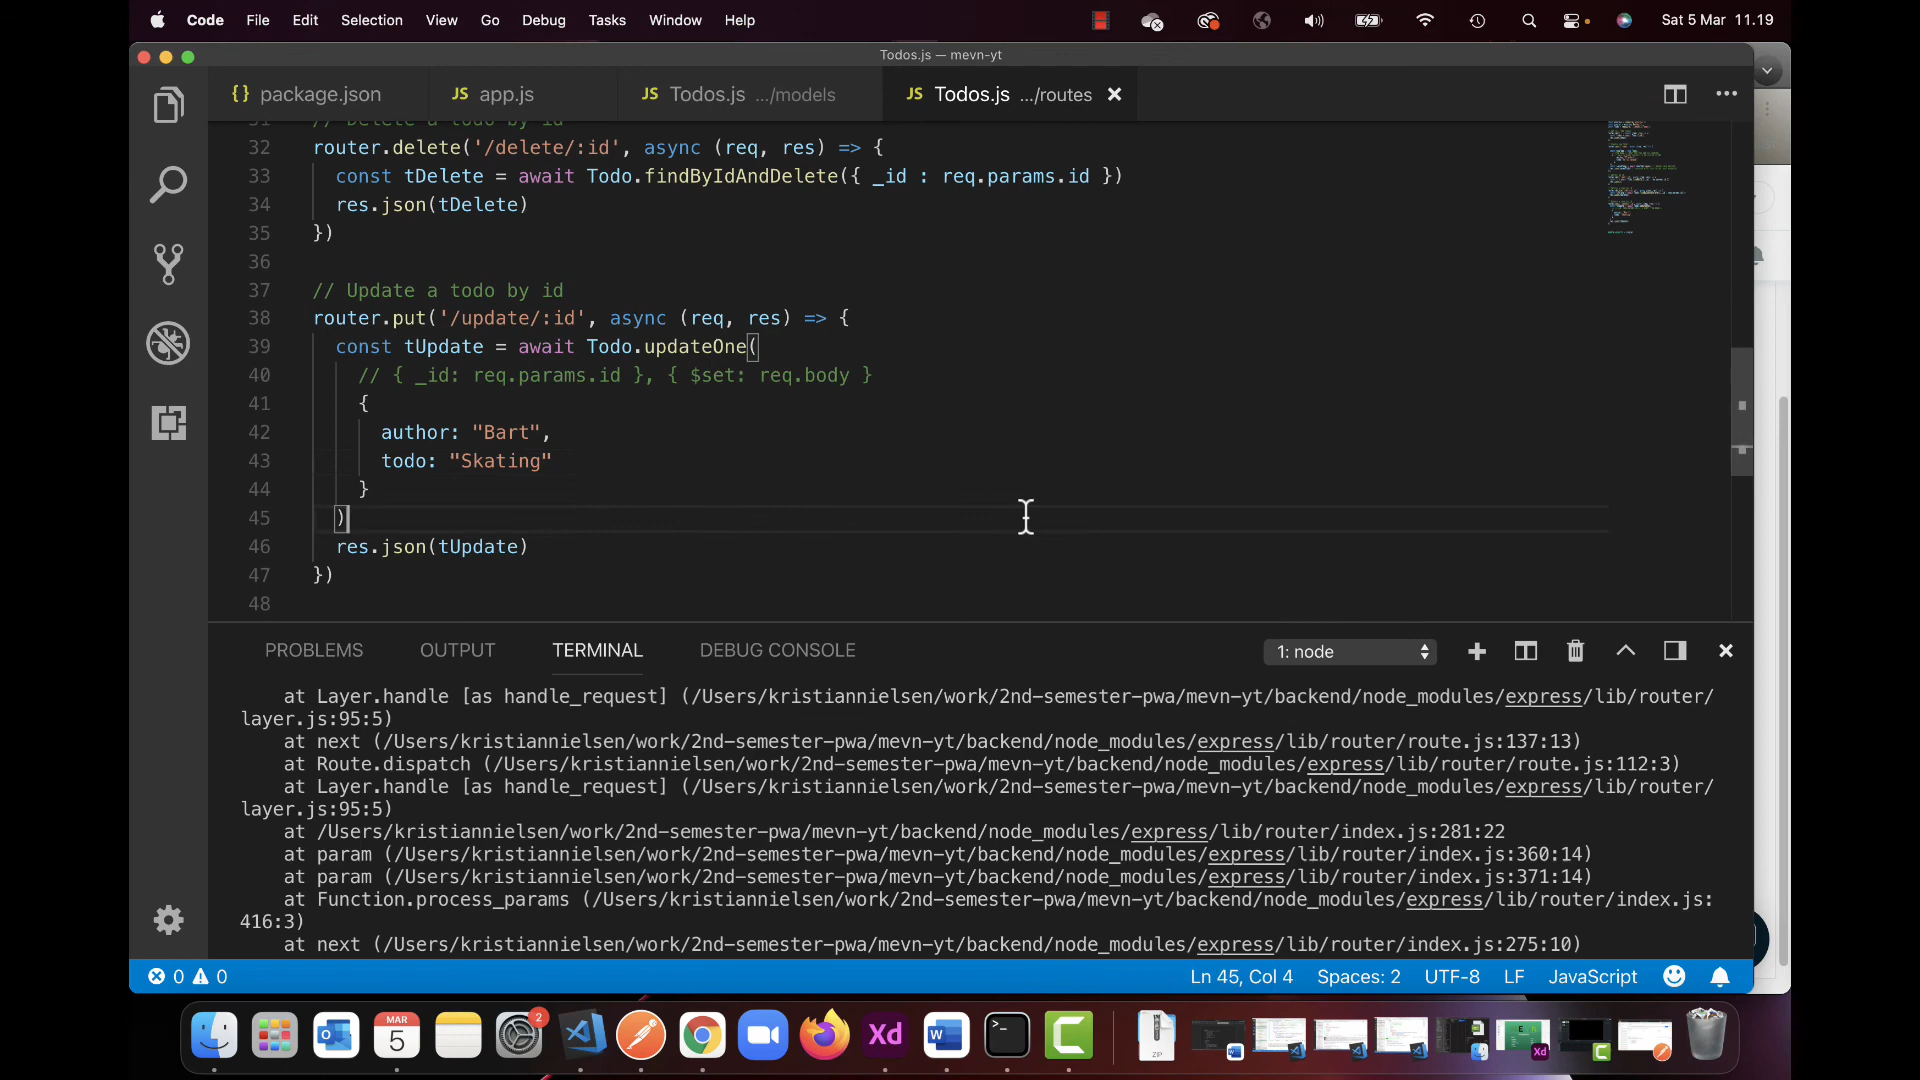 Code File Edit Selection View Go Debug Tasks Window Help
Sat 5 Mar 11.19
Todos.js — mevn-yt
{} package.json
JS app.js
JS Todos.js .../models
JS Todos.js .../routes
31 // Delete a todo by id
32 router.delete('/delete/:id', async (req, res) => {
33 const tDelete = await Todo.findByIdAndDelete({ _id : req.params.id })
34 res.json(tDelete)
35 })
36
37 // Update a todo by id
38 router.put('/update/:id', async (req, res) => {
39 const tUpdate = await Todo.updateOne(
40 // { _id: req.params.id }, { $set: req.body }
41 {
42 author: "Bart",
43 todo: "Skating"
44 }
45 )
46 res.json(tUpdate)
47 })
48
PROBLEMS OUTPUT TERMINAL DEBUG CONSOLE 1: node
at Layer.handle [as handle_request] (/Users/kristiannielsen/work/2nd-semester-pwa/mevn-yt/backend/node_modules/express/lib/router/
layer.js:95:5)
at next (/Users/kristiannielsen/work/2nd-semester-pwa/mevn-yt/backend/node_modules/express/lib/router/route.js:137:13)
at Route.dispatch (/Users/kristiannielsen/work/2nd-semester-pwa/mevn-yt/backend/node_modules/express/lib/router/route.js:112:3)
at Layer.handle [as handle_request] (/Users/kristiannielsen/work/2nd-semester-pwa/mevn-yt/backend/node_modules/express/lib/router/
layer.js:95:5)
at /Users/kristiannielsen/work/2nd-semester-pwa/mevn-yt/backend/node_modules/express/lib/router/index.js:281:22
at param (/Users/kristiannielsen/work/2nd-semester-pwa/mevn-yt/backend/node_modules/express/lib/router/index.js:360:14)
at param (/Users/kristiannielsen/work/2nd-semester-pwa/mevn-yt/backend/node_modules/express/lib/router/index.js:371:14)
at Function.process_params (/Users/kristiannielsen/work/2nd-semester-pwa/mevn-yt/backend/node_modules/express/lib/router/index.js:
416:3)
at next (/Users/kristiannielsen/work/2nd-semester-pwa/mevn-yt/backend/node_modules/express/lib/router/index.js:275:10)
0 0
Ln 45, Col 4 Spaces: 2 UTF-8 LF JavaScript
MAR
5
2
Xd
W
>_
ZIP